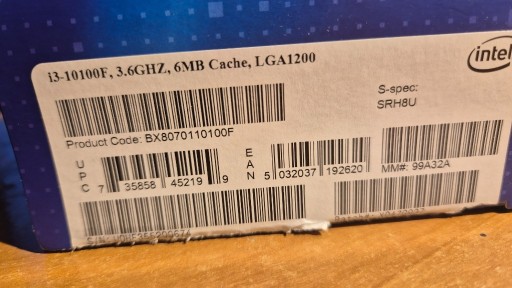 i3-10100F, 3.6GHZ, 6MB Cache, LGA1200
intel
S-spec:
SRH8U
Product Code: BX8070110100F
UPC 7 35858 45219 9
EAN 5 032037 192620
MM#: 99A32A